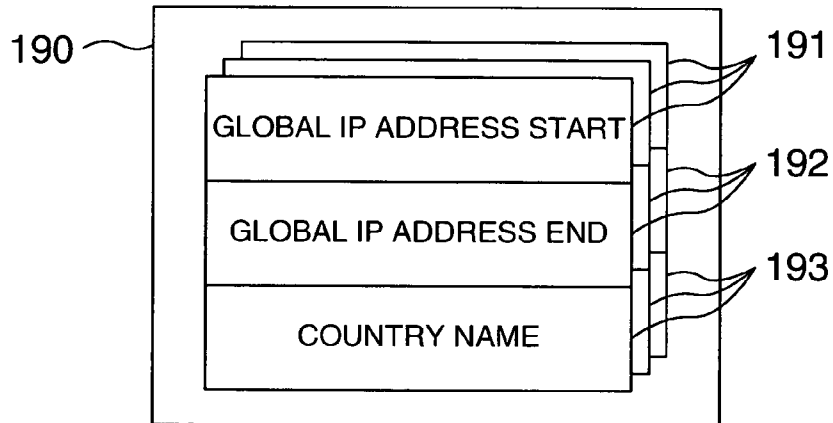 190
191
GLOBAL IP ADDRESS START
192
GLOBAL IP ADDRESS END
193
COUNTRY NAME